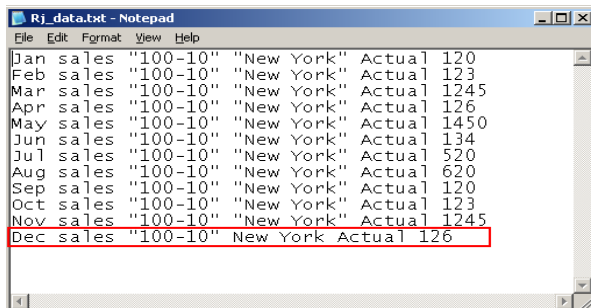 Rj_data.txt - Notepad
File Edit Format View Help
Jan sales "100-10" "New York" Actual 120
Feb sales "100-10" "New York" Actual 123
Mar sales "100-10" "New York" Actual 1245
Apr sales "100-10" "New York" Actual 126
May sales "100-10" "New York" Actual 1450
Jun sales "100-10" "New York" Actual 134
Jul sales "100-10" "New York" Actual 520
Aug sales "100-10" "New York" Actual 620
Sep sales "100-10" "New York" Actual 120
Oct sales "100-10" "New York" Actual 123
Nov sales "100-10" "New York" Actual 1245
Dec sales "100-10" New York Actual 126